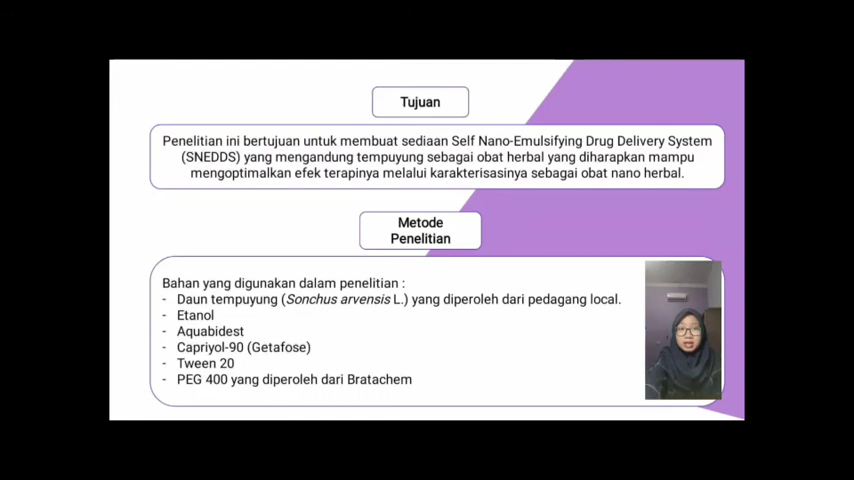 Tujuan
Penelitian ini bertujuan untuk membuat sediaan Self Nano-Emulsifying Drug Delivery System
(SNEDDS) yang mengandung tempuyung sebagai obat herbal yang diharapkan mampu
mengoptimalkan efek terapinya melalui karakterisasinya sebagai obat nano herbal.
Metode
Penelitian
Bahan yang digunakan dalam penelitian :
- Daun tempuyung (Sonchus arvensis L.) yang diperoleh dari pedagang local.
- Etanol
- Aquabidest
- Capriyol-90 (Getafose)
- Tween 20
- PEG 400 yang diperoleh dari Bratachem